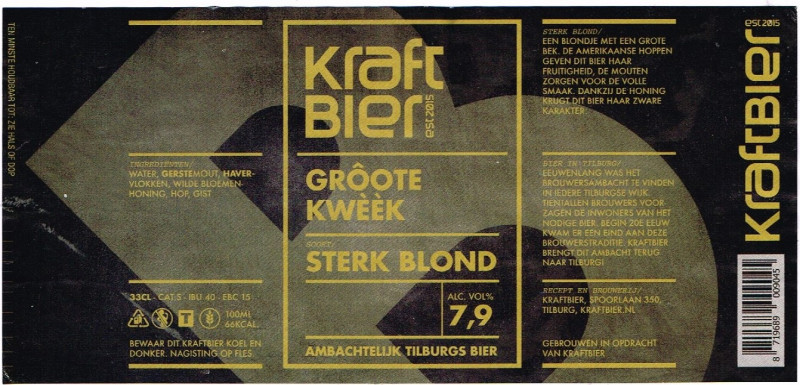 TEN MINSTE HOUDBAAR TOT: ZIE HALS OF DOP
INGREDIENTEN/
WATER, GERSTEMOUT, HAVER-
VLOKKEN, WILDE BLOEMEN-
HONING, HOP, GIST
33CL - CAT.S - IBU 40 - EBC 15
100ML
66KCAL.
BEWAAR DIT KRAFTBIER KOEL EN
DONKER. NAGISTING OP FLES.
Kraft
BIER
est2015
GRÔOTE
KWÈÈK
SOORT/
STERK BLOND
ALC. VOL%
7,9
AMBACHTELIJK TILBURGS BIER
STERK BLOND/
EEN BLONDJE MET EEN GROTE
BEK. DE AMERIKAANSE HOPPEN
GEVEN DIT BIER HAAR
FRUITIGHEID, DE MOUTEN
ZORGEN VOOR DE VOLLE
SMAAK. DANKZIJ DE HONING
KRIJGT DIT BIER HAAR ZWARE
KARAKTER.
BIER IN TILBURG/
EEUWENLANG WAS HET
BROUWERSAMBACHT TE VINDEN
IN IEDERE TILBURGSE WIJK.
TIENTALLEN BROUWERS VOOR-
ZAGEN DE INWONERS VAN HET
NODIGE BIER. BEGIN 20E EEUW
KWAM ER EEN EIND AAN DEZE
BROUWERSTRADITIE. KRAFTBIER
BRENGT DIT AMBACHT TERUG
NAAR TILBURG!
RECEPT EN BROUWERIJ/
KRAFTBIER, SPOORLAAN 350,
TILBURG, KRAFTBIER.NL
GEBROUWEN IN OPDRACHT
VAN KRAFTBIER
est2015
KraftBIER
8 719689 009045